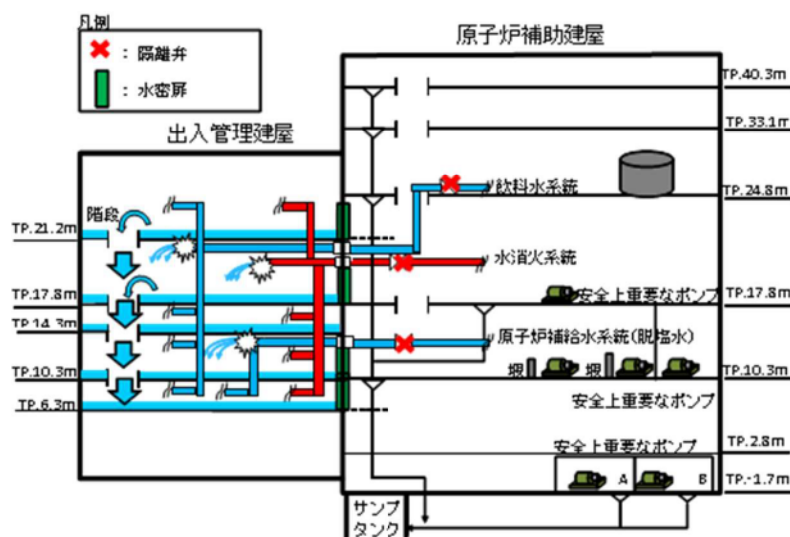 凡例
：隔離弁
：水密扉
原子炉補助建屋
出入管理建屋
TP.40.3m
TP.33.1m
階段
飲料水系統
TP.24.8m
TP.21.2m
水消火系統
安全上重要なポンプ
TP.17.8m
TP.17.8m
TP.14.3m
原子炉補給水系統(脱塩水)
堰
堰
TP.10.3m
TP.10.3m
安全上重要なポンプ
TP.6.3m
安全上重要なポンプ
TP.2.8m
A
B
TP.-1.7m
サンプ
タンク